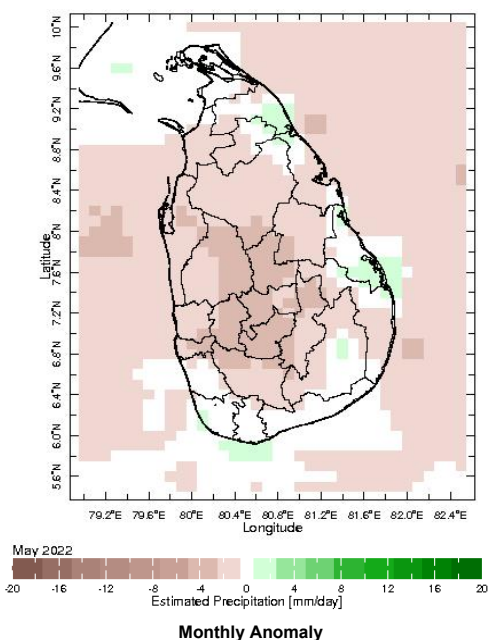 10°N
9.6°N
9.2°N
8.8°N
8.4°N
8°N
7.6°N
7.2°N
6.8°N
6.4°N
6.0°N
5.6°N
Latitude
79.2°E 79.6°E 80°E 80.4°E 80.8°E 81.2°E 81.6°E 82.0°E 82.4°E
Longitude
May 2022
-20 -16 -12 -8 -4 0 4 8 12 16 20
Estimated Precipitation [mm/day]
Monthly Anomaly